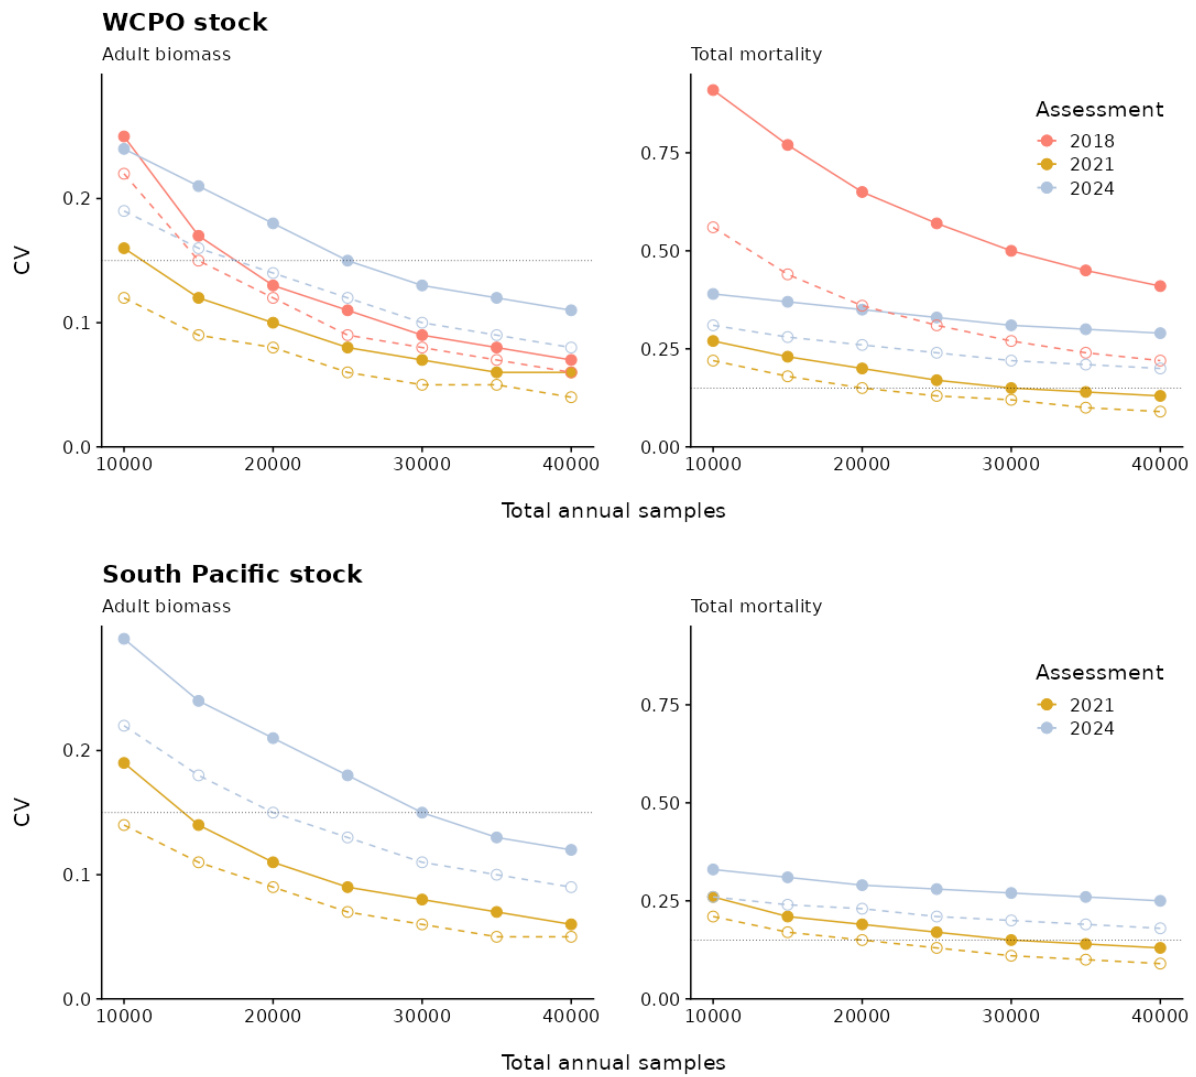 WCPO stock
Adult biomass
Total mortality
CV
0.2
0.1
0.0
10000 20000 30000 40000
0.75
0.50
0.25
0.00
10000 20000 30000 40000
Assessment
2018
2021
2024
Total annual samples
South Pacific stock
Adult biomass
Total mortality
CV
0.2
0.1
0.0
10000 20000 30000 40000
0.75
0.50
0.25
0.00
10000 20000 30000 40000
Assessment
2021
2024
Total annual samples